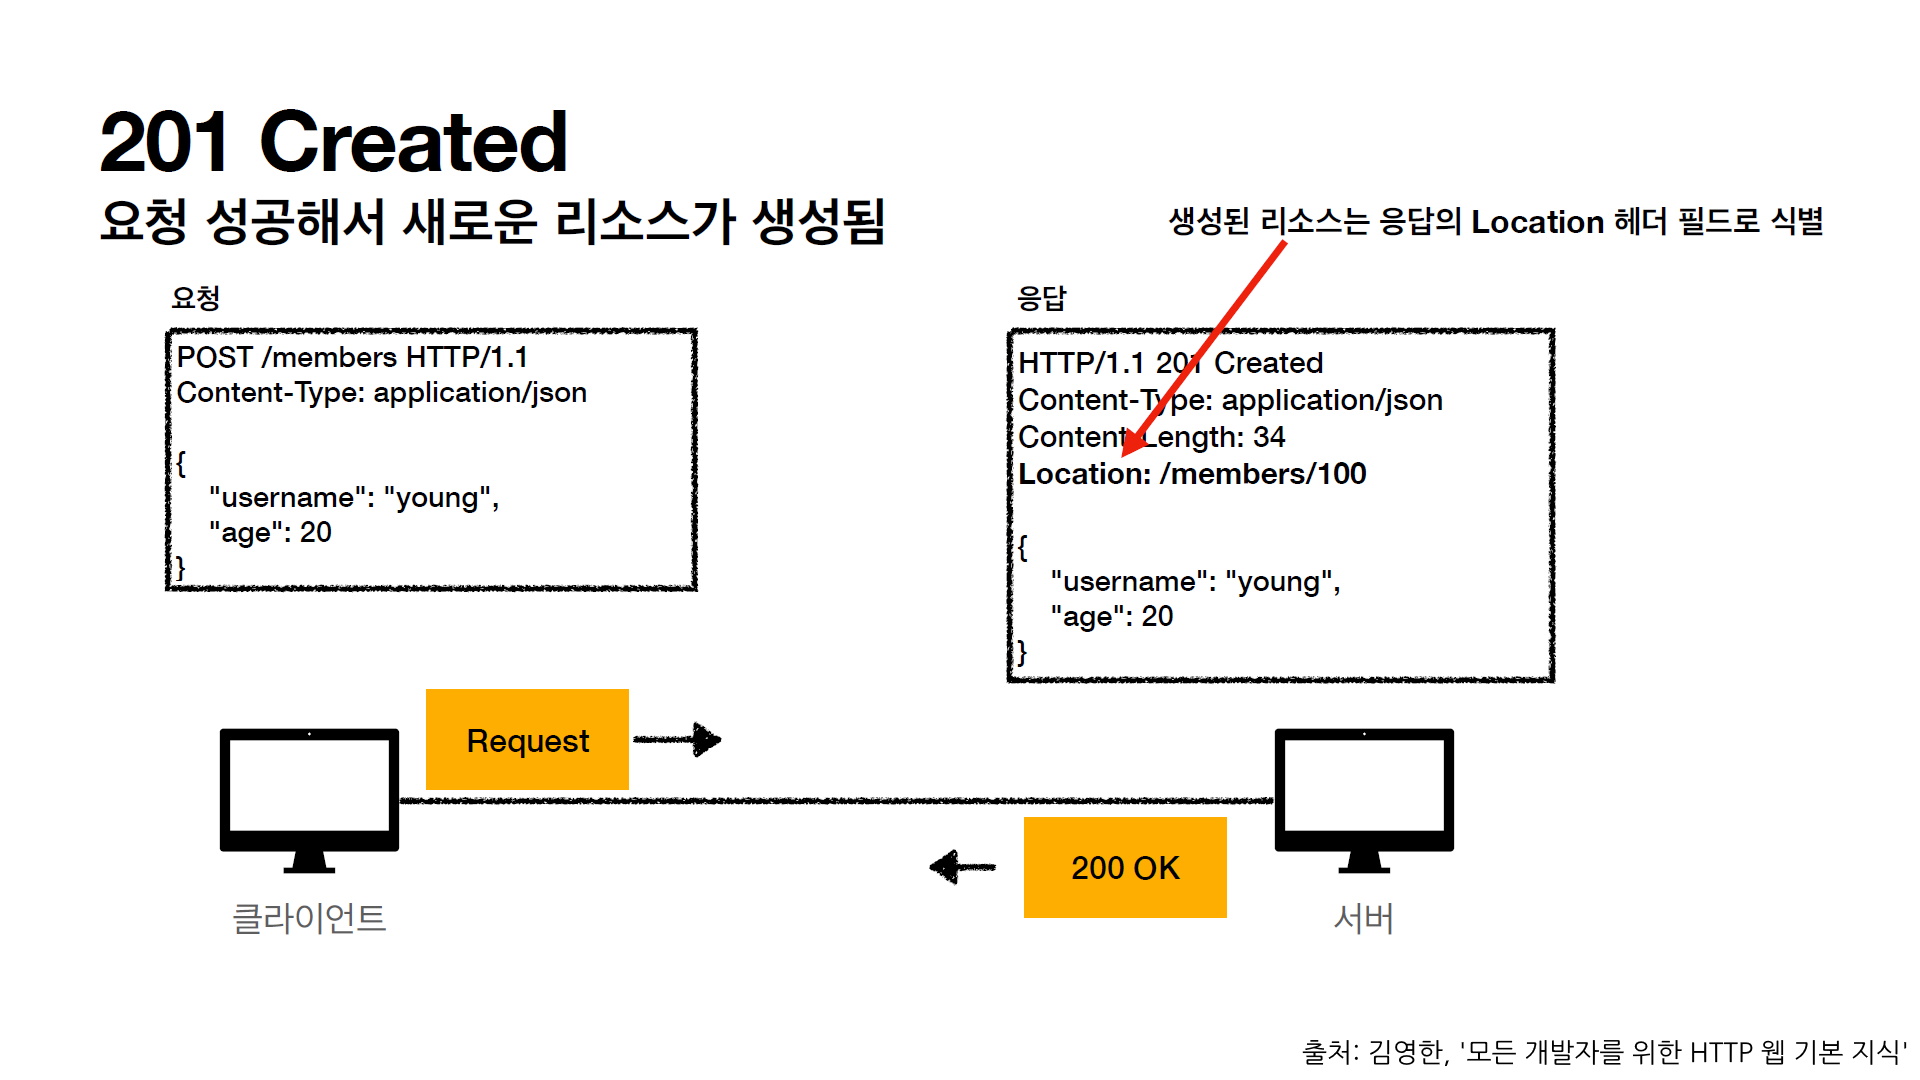 201 Created
요청 성공해서 새로운 리소스가 생성됨
생성된 리소스는 응답의 Location 헤더 필드로 식별
요청
POST /members HTTP/1.1
Content-Type: application/json
{
"username": "young",
"age": 20
}
응답
HTTP/1.1 201 Created
Content-Type: application/json
Content-Length: 34
Location: /members/100
{
"username": "young",
"age": 20
}
Request
200 OK
클라이언트
서버
출처: 김영한, '모든 개발자를 위한 HTTP 웹 기본 지식'